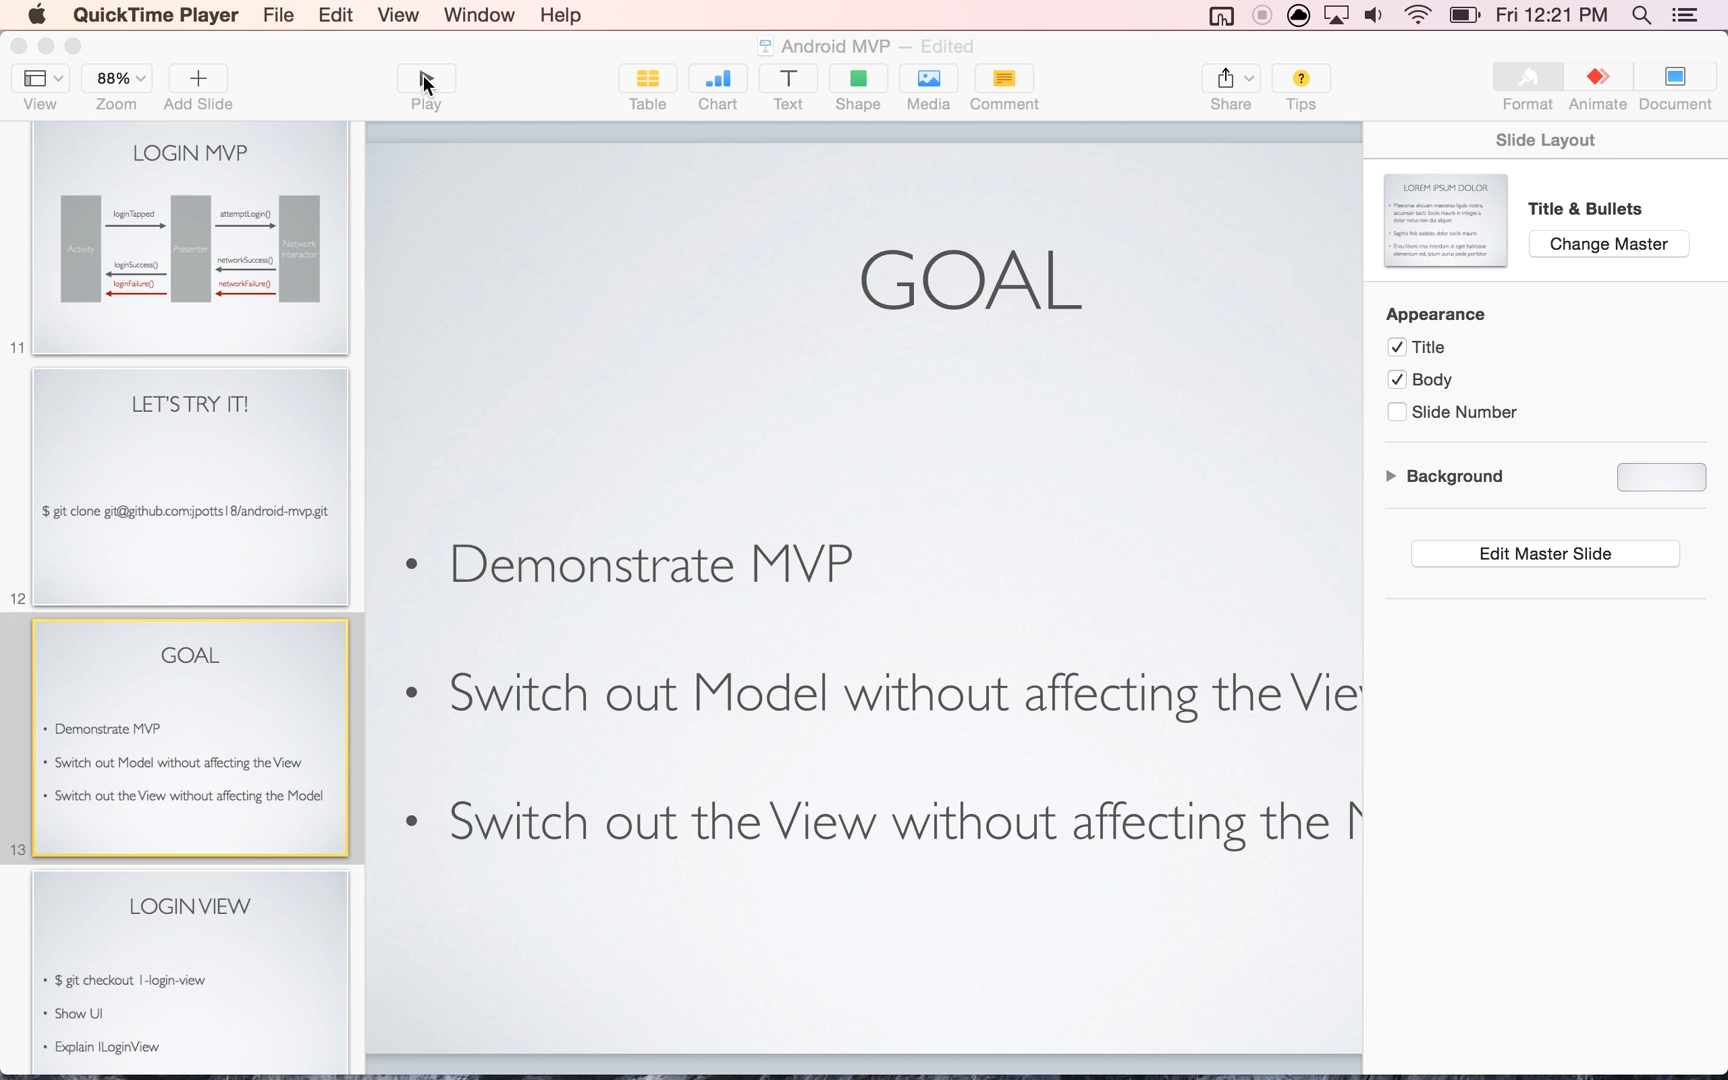 QuickTime Player File Edit View Window Help Fri 12:21 PM
Android MVP — Edited
88%
View Zoom Add Slide Play Table Chart Text Shape Media Comment Share Tips Format Animate Document
LOGIN MVP
loginTapped attemptLogin()
Activity Presenter Network
Interactor
loginSuccess() networkSuccess()
loginFailure() networkFailure()
11
LET'S TRY IT!
$ git clone git@github.com:jpotts18/android-mvp.git
12
GOAL
• Demonstrate MVP
• Switch out Model without affecting the View
• Switch out the View without affecting the Model
13
LOGIN VIEW
• $ git checkout 1-login-view
• Show UI
• Explain ILoginView
GOAL
• Demonstrate MVP
• Switch out Model without affecting the Vie
• Switch out the View without affecting the
Slide Layout
LOREM IPSUM DOLOR
Title & Bullets
Change Master
Appearance
Title
Body
Slide Number
Background
Edit Master Slide